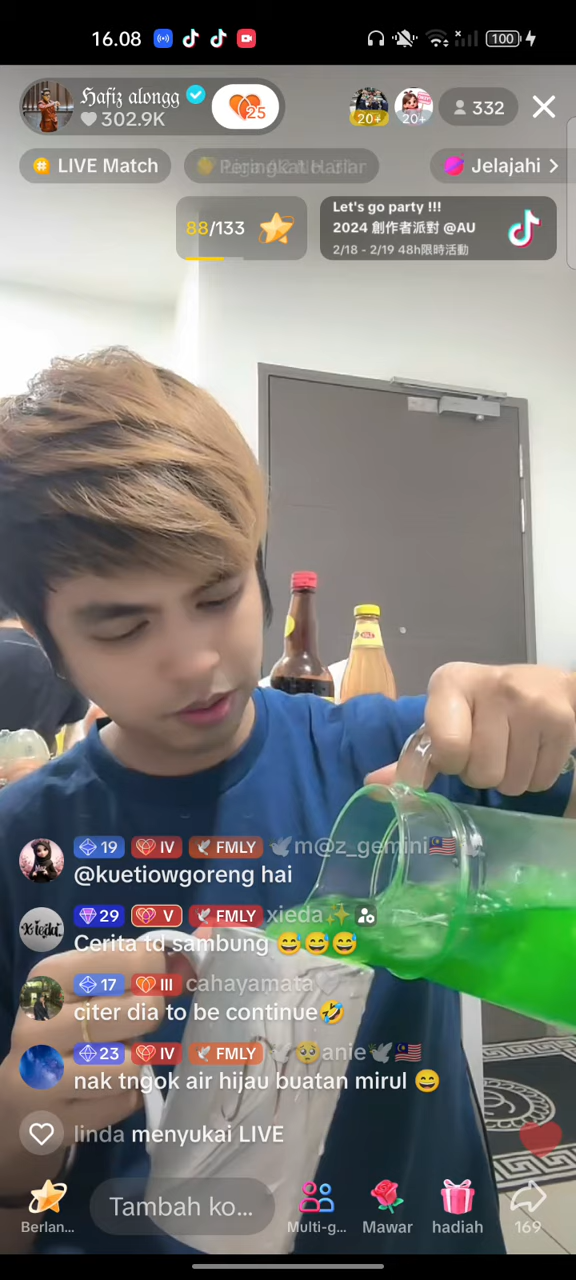 16.08
100
Hafiz alongg
302.9K
25
20+
20+
332
LIVE Match
Jelajahi >
88/133
Let's go party !!!
2024 創作者派對 @AU
2/18 - 2/19 48h限時活動
19 IV FMLY 🕊️m@z_gemini🇲🇾
@kuetiowgoreng hai
29 V FMLY xieda✨
Cerita td sambung 😅😅😅
17 III cahayamata
citer dia to be continue🤣
23 IV FMLY 🕊️🥺anie🕊️🇲🇾
nak tngok air hijau buatan mirul 😄
linda menyukai LIVE
Berlan...
Tambah ko...
Multi-g...
Mawar
hadiah
169